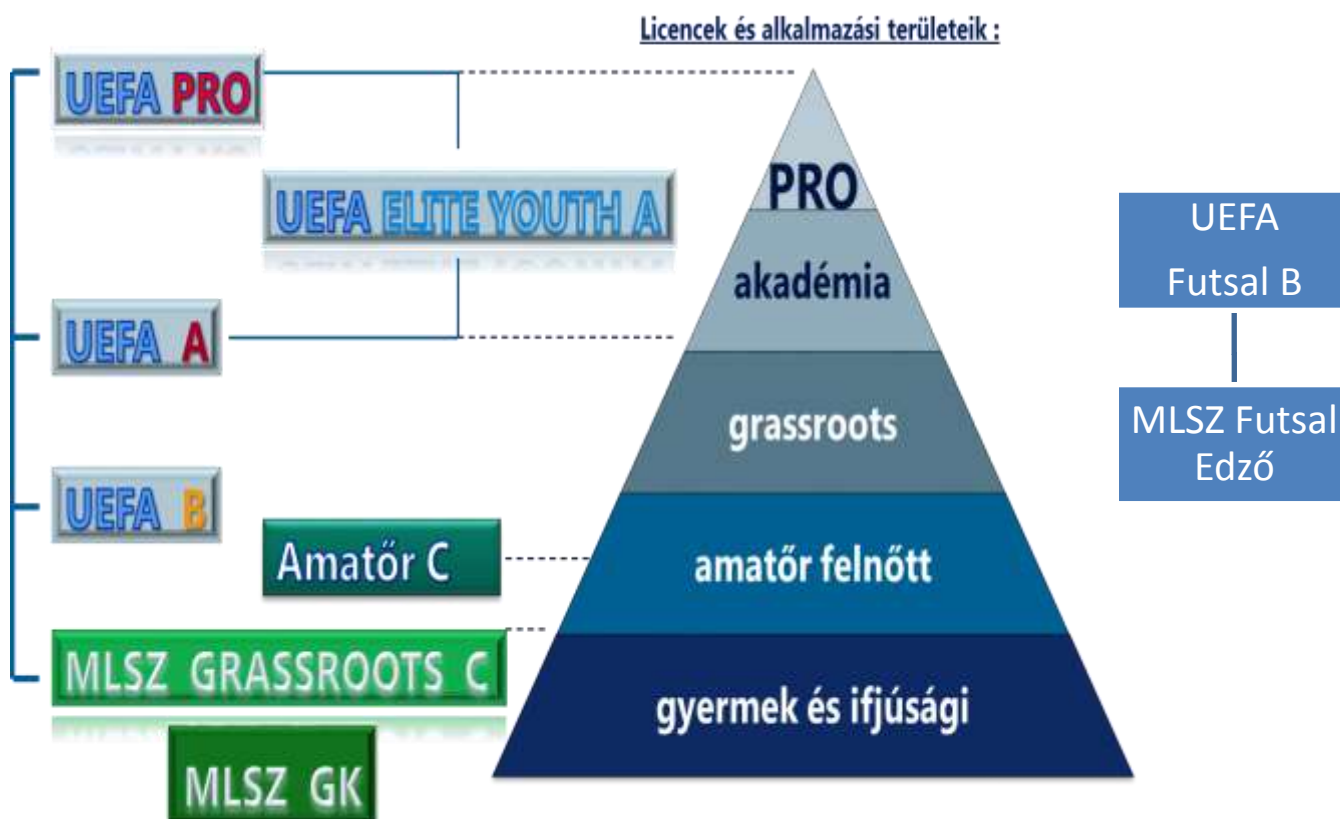 Licencek és alkalmazási területeik :
UEFA PRO
UEFA ELITE YOUTH A
UEFA A
UEFA B
Amatőr C
MLSZ GRASSROOTS C
MLSZ GK
PRO
akadémia
grassroots
amatőr felnőtt
gyermek és ifjúsági
UEFA
Futsal B
MLSZ Futsal
Edző